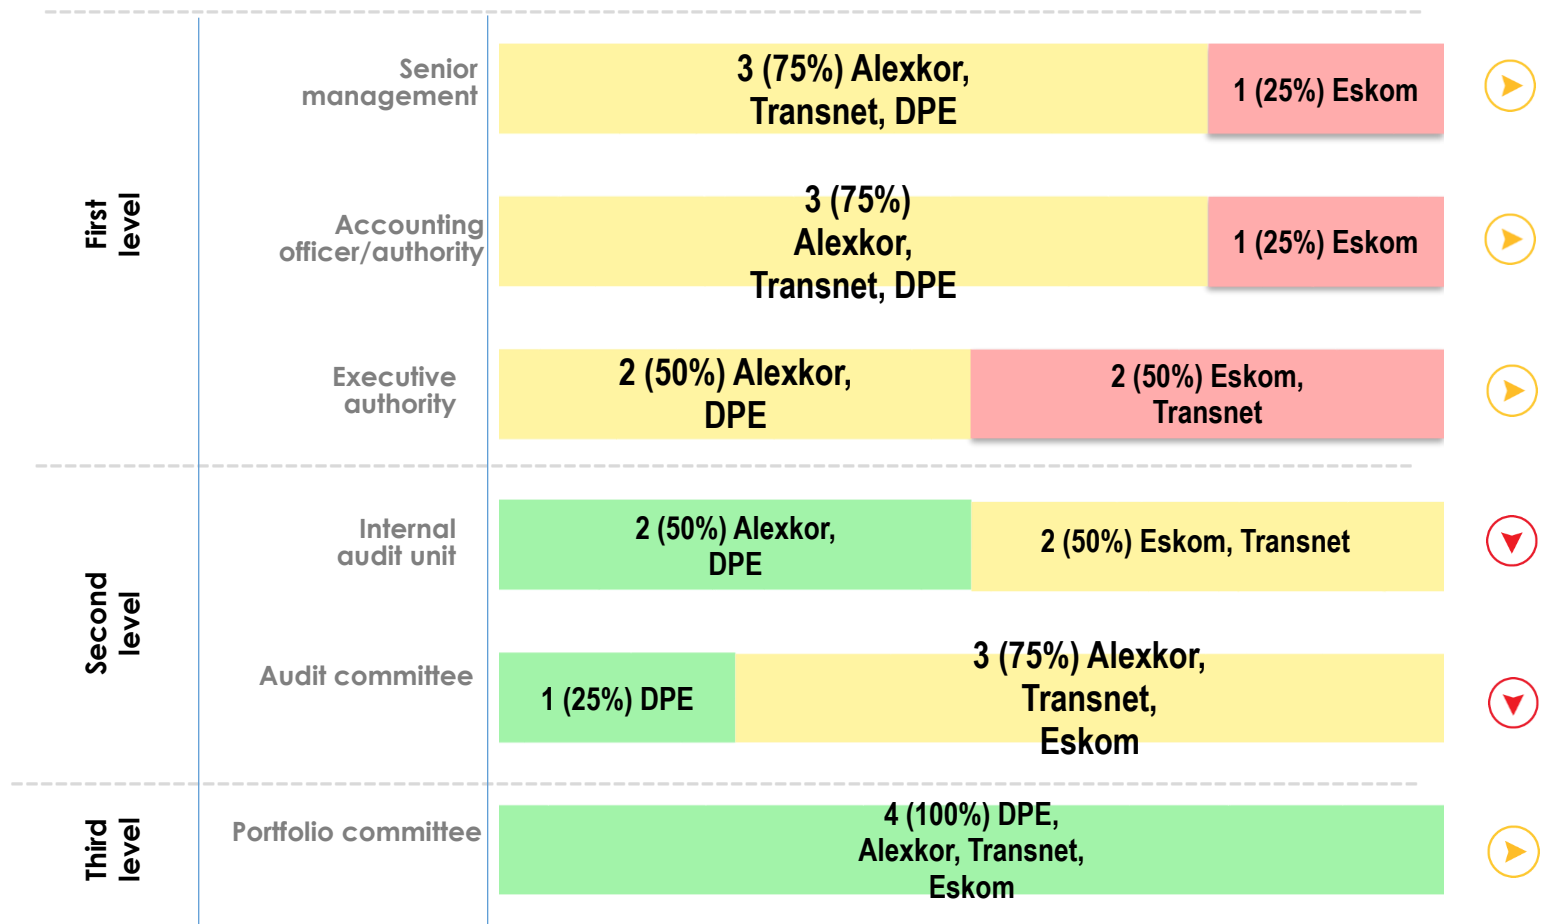 First
level
Senior
management
3 (75%) Alexkor,
Transnet, DPE
1 (25%) Eskom
Accounting
officer/authority
3 (75%)
Alexkor,
Transnet, DPE
1 (25%) Eskom
Executive
authority
2 (50%) Alexkor,
DPE
2 (50%) Eskom,
Transnet
Second
level
Internal
audit unit
2 (50%) Alexkor,
DPE
2 (50%) Eskom, Transnet
Audit committee
1 (25%) DPE
3 (75%) Alexkor,
Transnet,
Eskom
Third
level
Portfolio committee
4 (100%) DPE,
Alexkor, Transnet,
Eskom